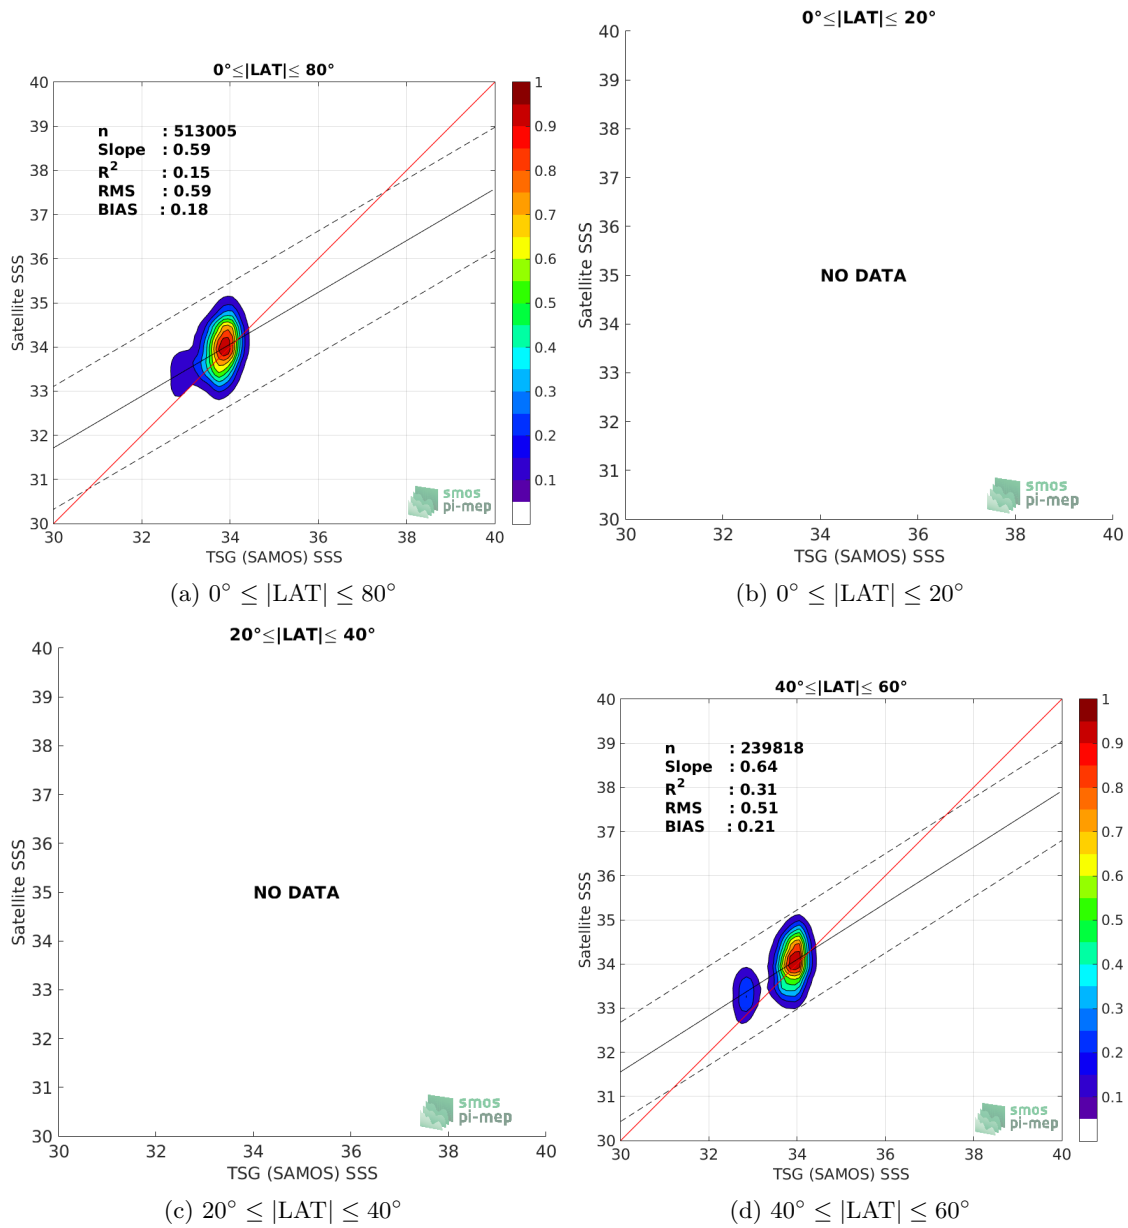 0°≤|LAT|≤ 80°
40
39
38
37
36
35
34
33
32
31
30
n : 513005
Slope : 0.59
R² : 0.15
RMS : 0.59
BIAS : 0.18
1
0.9
0.8
0.7
0.6
0.5
0.4
0.3
0.2
0.1
Satellite SSS
smos
pi-mep
30 32 34 36 38 40
TSG (SAMOS) SSS
(a) 0° ≤ |LAT| ≤ 80°
0°≤|LAT|≤ 20°
40
39
38
37
36
35
34
33
32
31
30
Satellite SSS
NO DATA
smos
pi-mep
30 32 34 36 38 40
TSG (SAMOS) SSS
(b) 0° ≤ |LAT| ≤ 20°
20°≤|LAT|≤ 40°
40
39
38
37
36
35
34
33
32
31
30
Satellite SSS
NO DATA
smos
pi-mep
30 32 34 36 38 40
TSG (SAMOS) SSS
(c) 20° ≤ |LAT| ≤ 40°
40°≤|LAT|≤ 60°
40
39
38
37
36
35
34
33
32
31
30
n : 239818
Slope : 0.64
R² : 0.31
RMS : 0.51
BIAS : 0.21
1
0.9
0.8
0.7
0.6
0.5
0.4
0.3
0.2
0.1
Satellite SSS
smos
pi-mep
30 32 34 36 38 40
TSG (SAMOS) SSS
(d) 40° ≤ |LAT| ≤ 60°